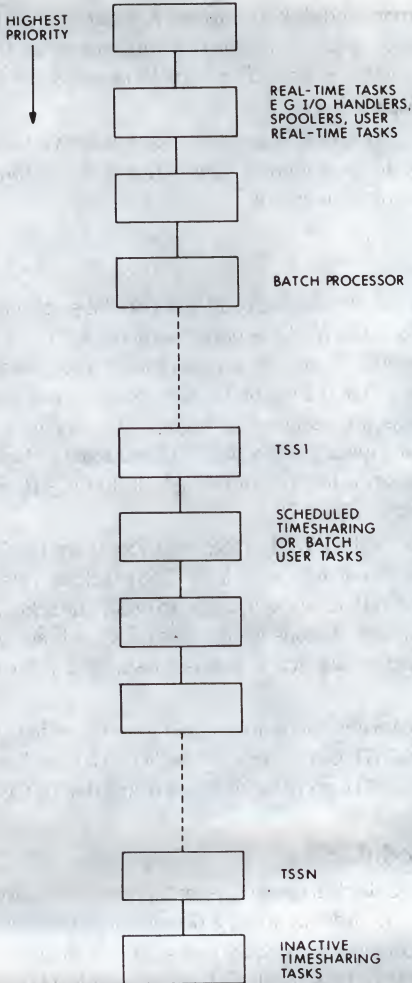 HIGHEST
PRIORITY
REAL-TIME TASKS
E G I/O HANDLERS,
SPOOLERS, USER
REAL-TIME TASKS
BATCH PROCESSOR
TSS1
SCHEDULED
TIMESHARING
OR BATCH
USER TASKS
TSSN
INACTIVE
TIMESHARING
TASKS